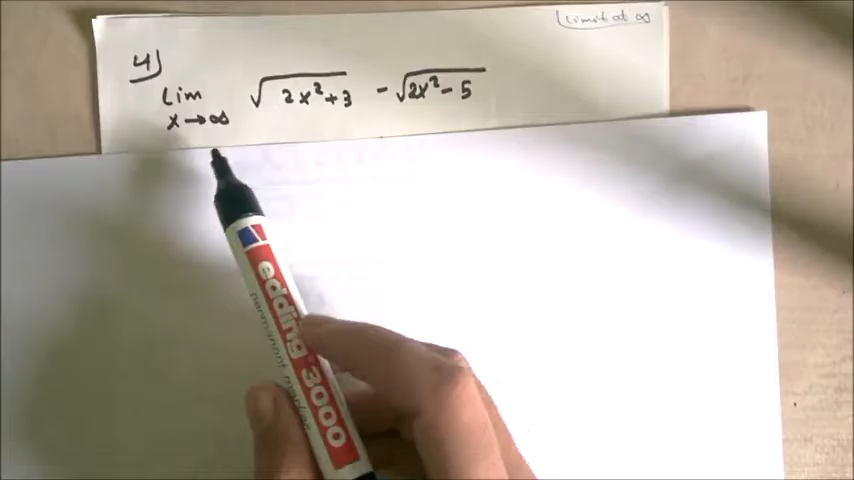 Limit at ∞
4)
lim x→∞ √2x²+3 - √2x²-5
edding 3000
permanent marker